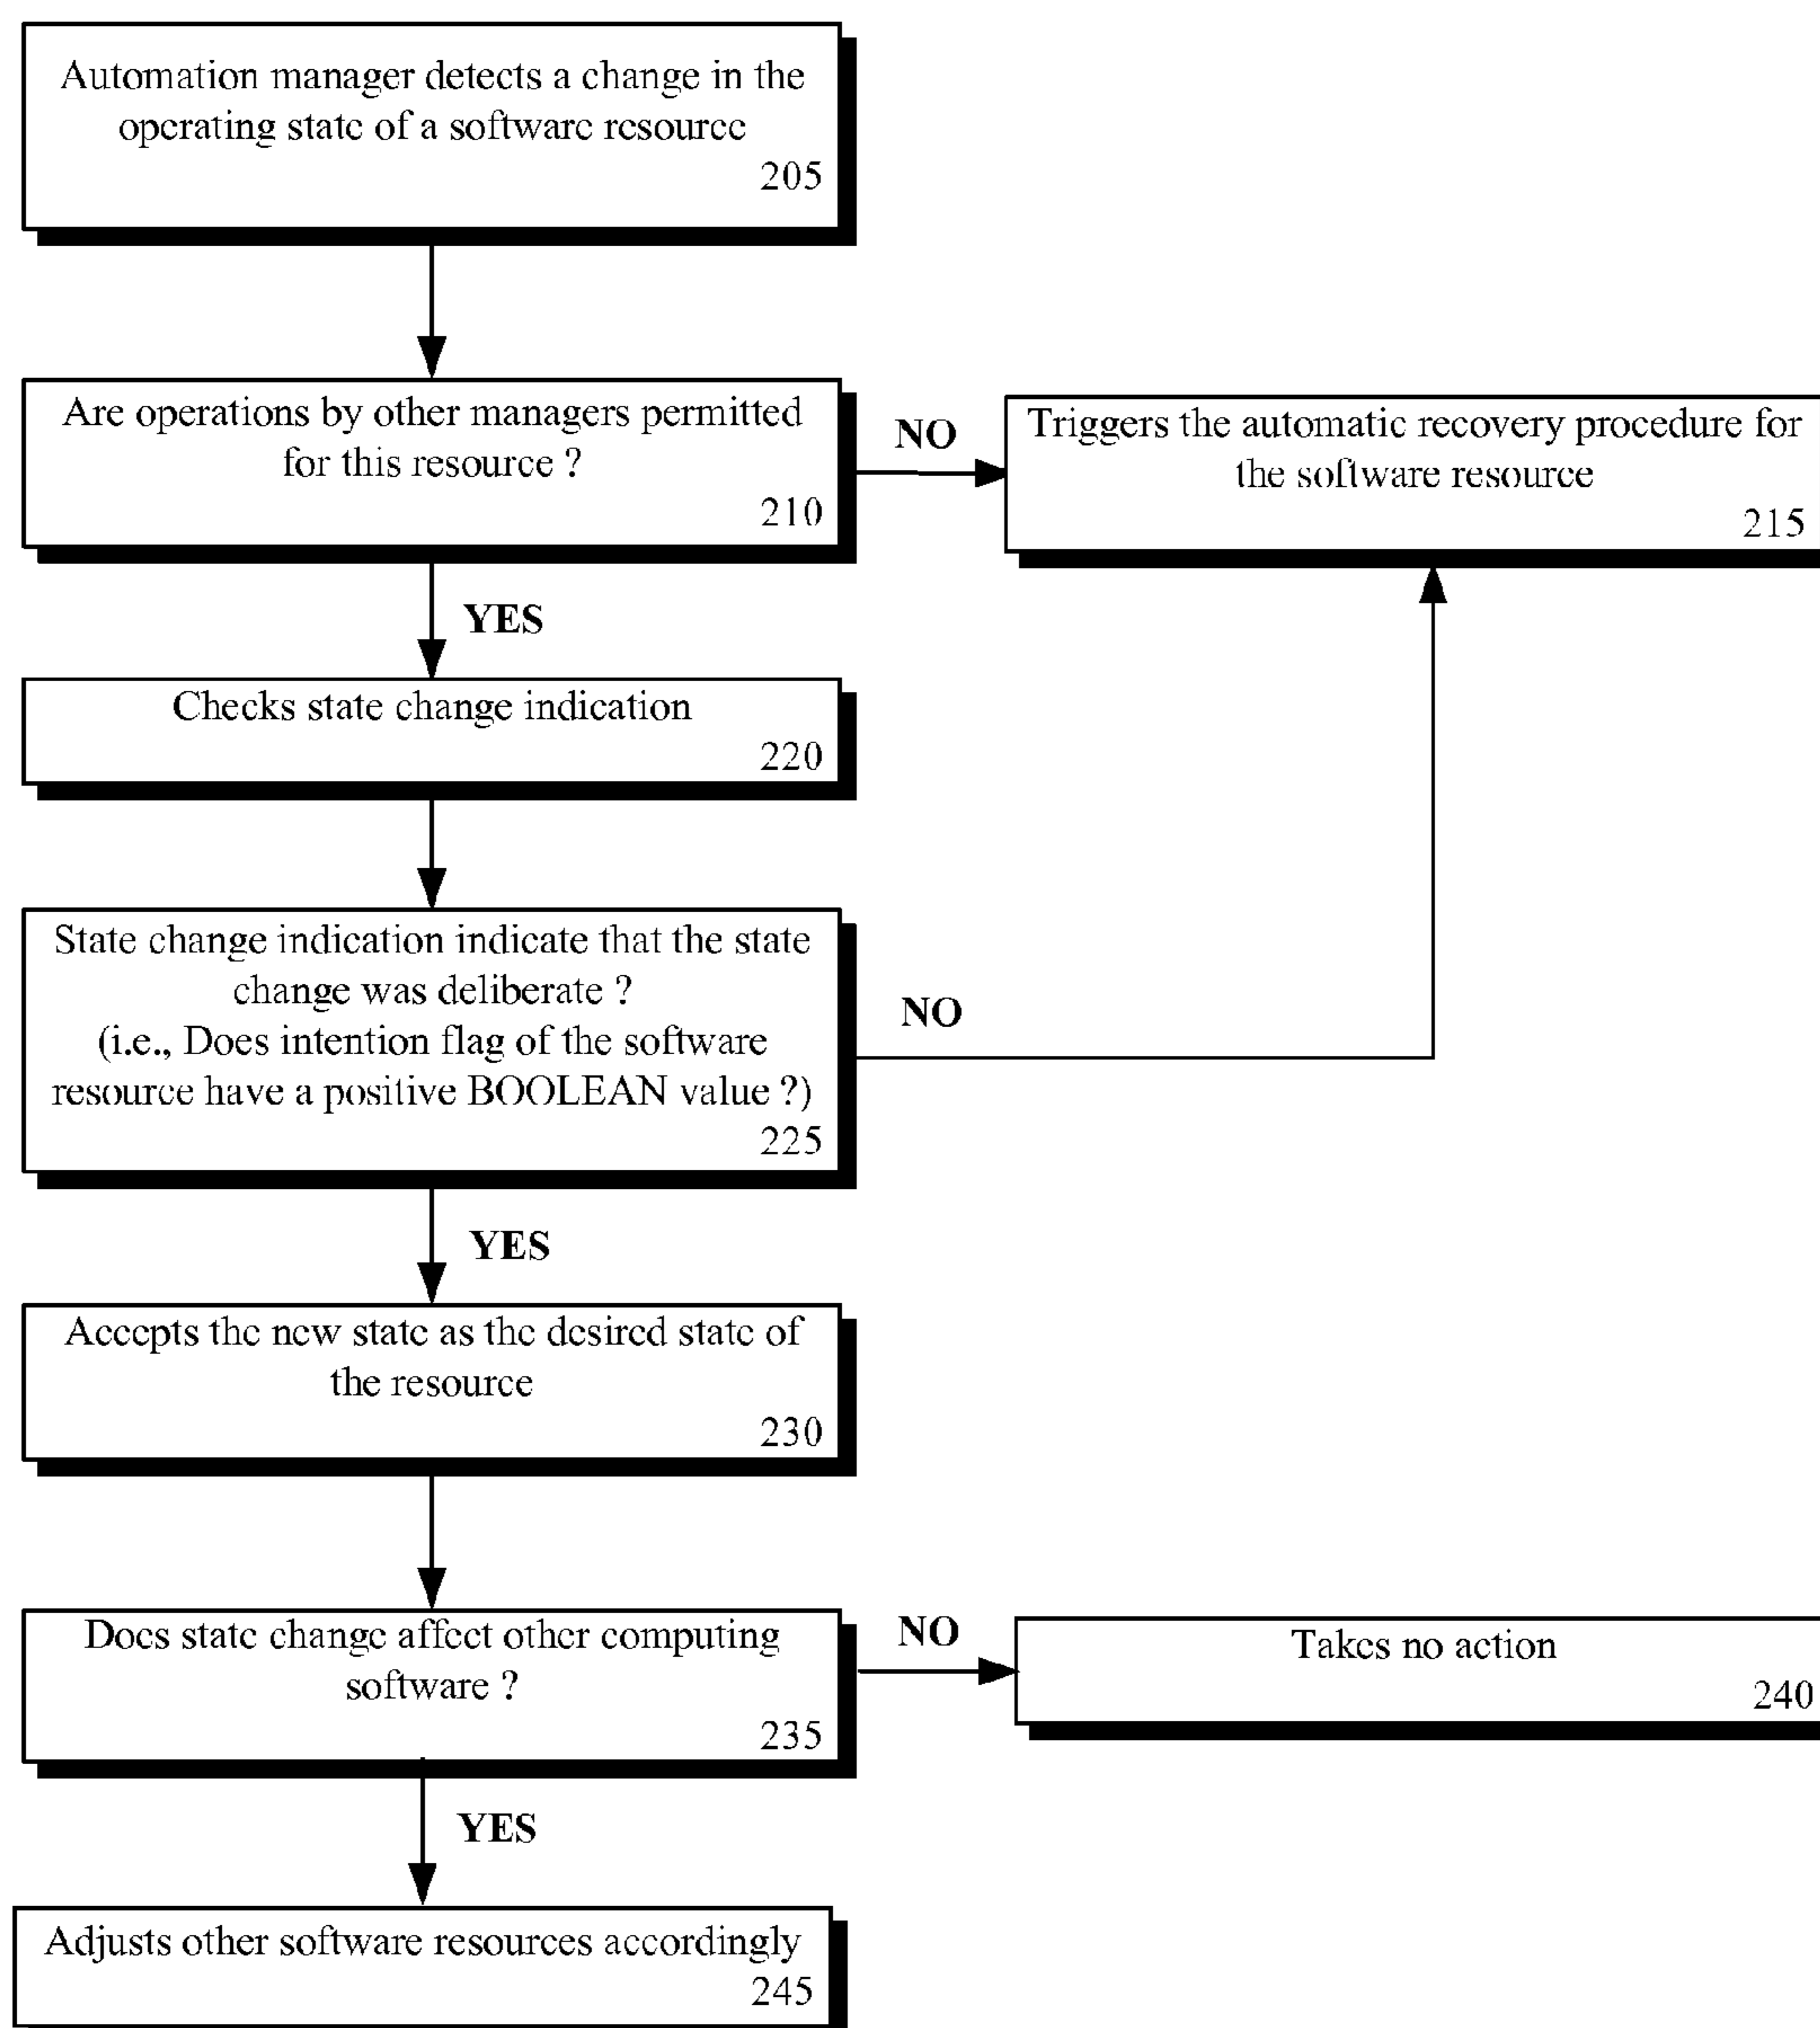 Automation manager detects a change in the
operating state of a software resource
205
Are operations by other managers permitted
for this resource ?
210
NO
Triggers the automatic recovery procedure for
the software resource
215
YES
Checks state change indication
220
State change indication indicate that the state
change was deliberate ?
(i.e., Does intention flag of the software
resource have a positive BOOLEAN value ?)
225
NO
YES
Accepts the new state as the desired state of
the resource
230
Does state change affect other computing
software ?
235
NO
Takes no action
240
YES
Adjusts other software resources accordingly
245